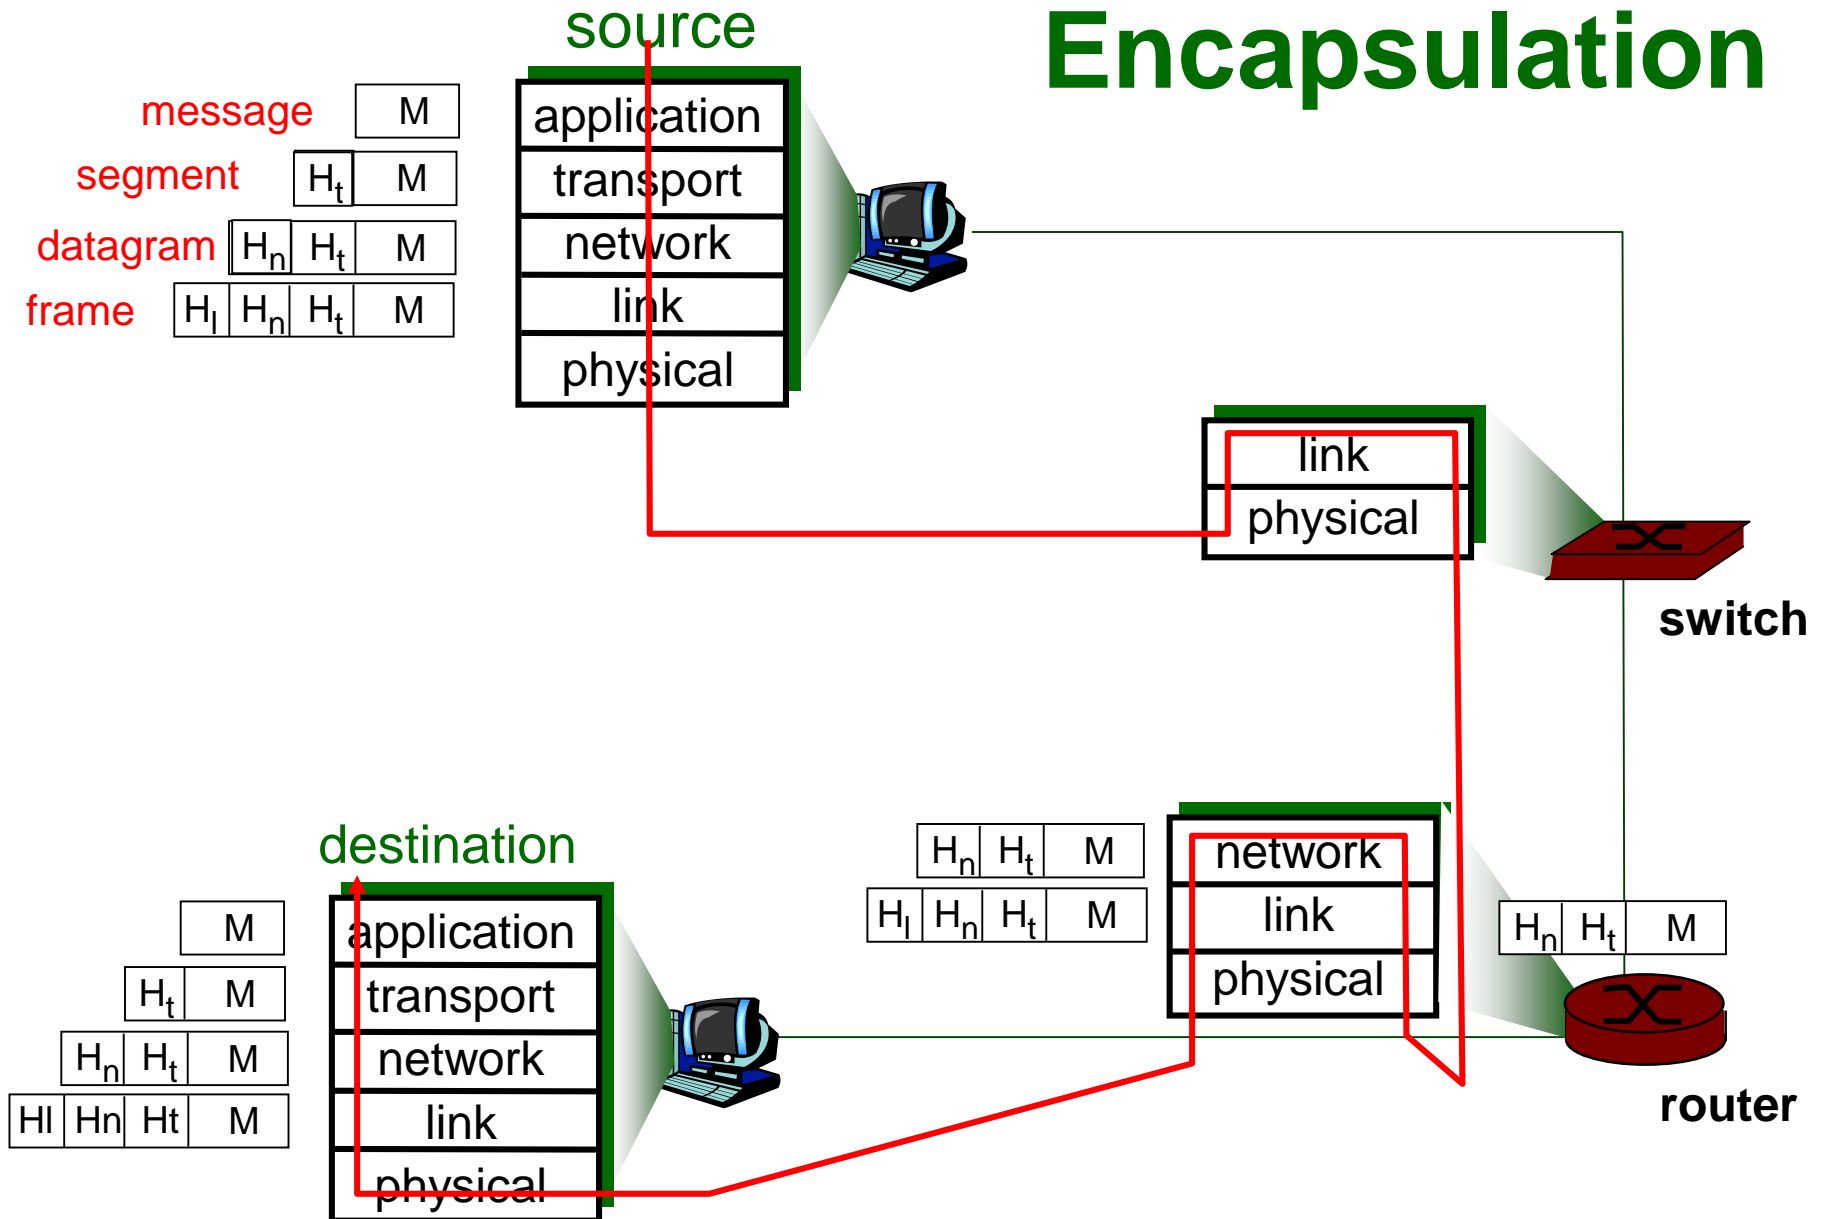 source
Encapsulation
message M
segment Ht M
datagram Hn Ht M
frame Hl Hn Ht M
application
transport
network
link
physical
link
physical
switch
destination
M
Ht M
Hn Ht M
Hl Hn Ht M
application
transport
network
link
physical
Hn Ht M
Hl Hn Ht M
network
link
physical
Hn Ht M
router